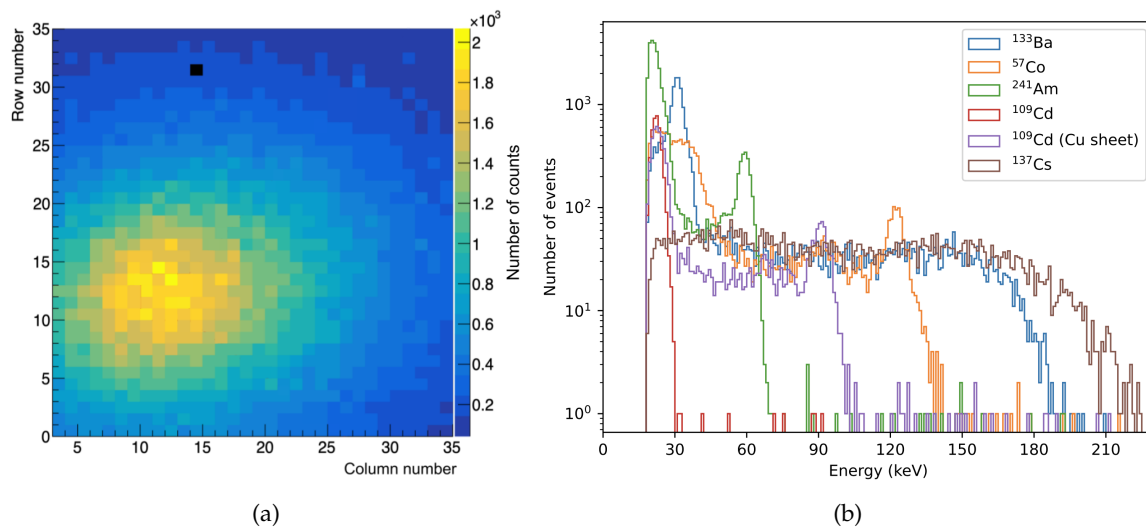 35
30
25
20
15
10
5
0
Row number
5
10
15
20
25
30
35
Column number
×10³
2
1.8
1.6
1.4
1.2
1
0.8
0.6
0.4
0.2
Number of counts
(a)
10³
10²
10¹
10⁰
Number of events
0
30
60
90
120
150
180
210
Energy (keV)
¹³³Ba
⁵⁷Co
²⁴¹Am
¹⁰⁹Cd
¹⁰⁹Cd (Cu sheet)
¹³⁷Cs
(b)